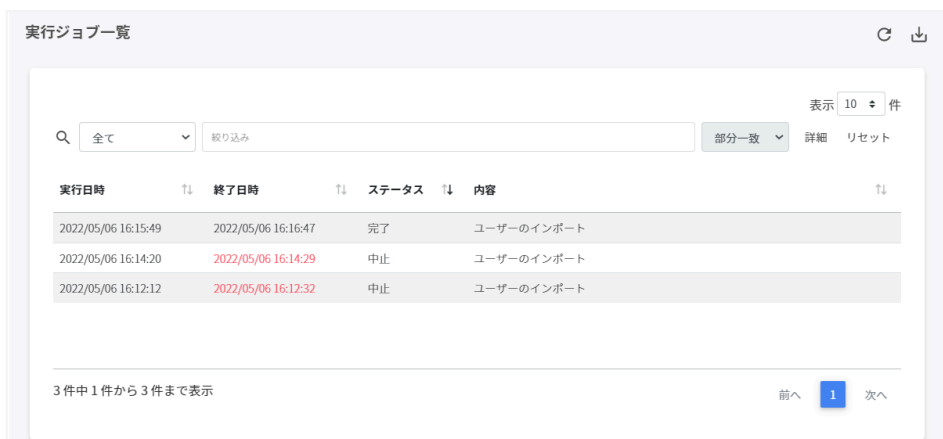 実行ジョブ一覧
表示 10 件
全て 絞り込み 部分一致 詳細 リセット
実行日時 終了日時 ステータス 内容
2022/05/06 16:15:49 2022/05/06 16:16:47 完了 ユーザーのインポート
2022/05/06 16:14:20 2022/05/06 16:14:29 中止 ユーザーのインポート
2022/05/06 16:12:12 2022/05/06 16:12:32 中止 ユーザーのインポート
3 件中 1 件から 3 件まで表示
前へ 1 次へ